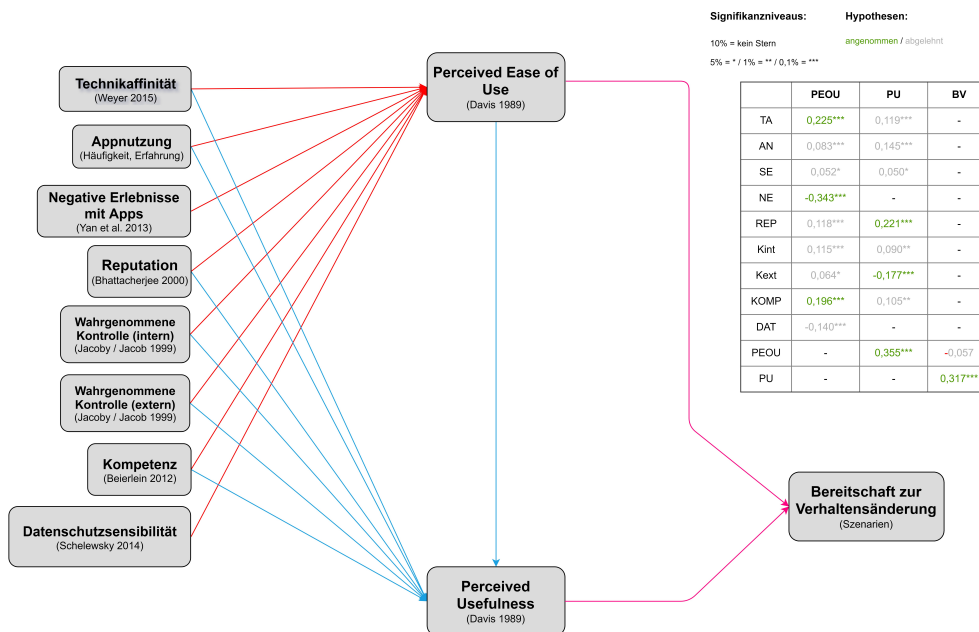 Signifikanzniveaus: Hypothesen:
10% = kein Stern angenommen / abgelehnt
5% = * / 1% = ** / 0,1% = ***
Technikaffinität
(Weyer 2015)
Appnutzung
(Häufigkeit, Erfahrung)
Negative Erlebnisse
mit Apps
(Yan et al. 2013)
Reputation
(Bhattacherjee 2000)
Wahrgenommene
Kontrolle (intern)
(Jacoby / Jacob 1999)
Wahrgenommene
Kontrolle (extern)
(Jacoby / Jacob 1999)
Kompetenz
(Beierlein 2012)
Datenschutzsensibilität
(Schelewsky 2014)
Perceived Ease of
Use
(Davis 1989)
Perceived
Usefulness
(Davis 1989)
Bereitschaft zur
Verhaltensänderung
(Szenarien)
PEOU PU BV
TA 0,225*** 0,119*** -
AN 0,083*** 0,145*** -
SE 0,052* 0,050* -
NE -0,343*** - -
REP 0,118*** 0,221*** -
Kint 0,115*** 0,090** -
Kext 0,064* -0,177*** -
KOMP 0,196*** 0,105** -
DAT -0,140*** - -
PEOU - 0,355*** -0,057
PU - - 0,317***